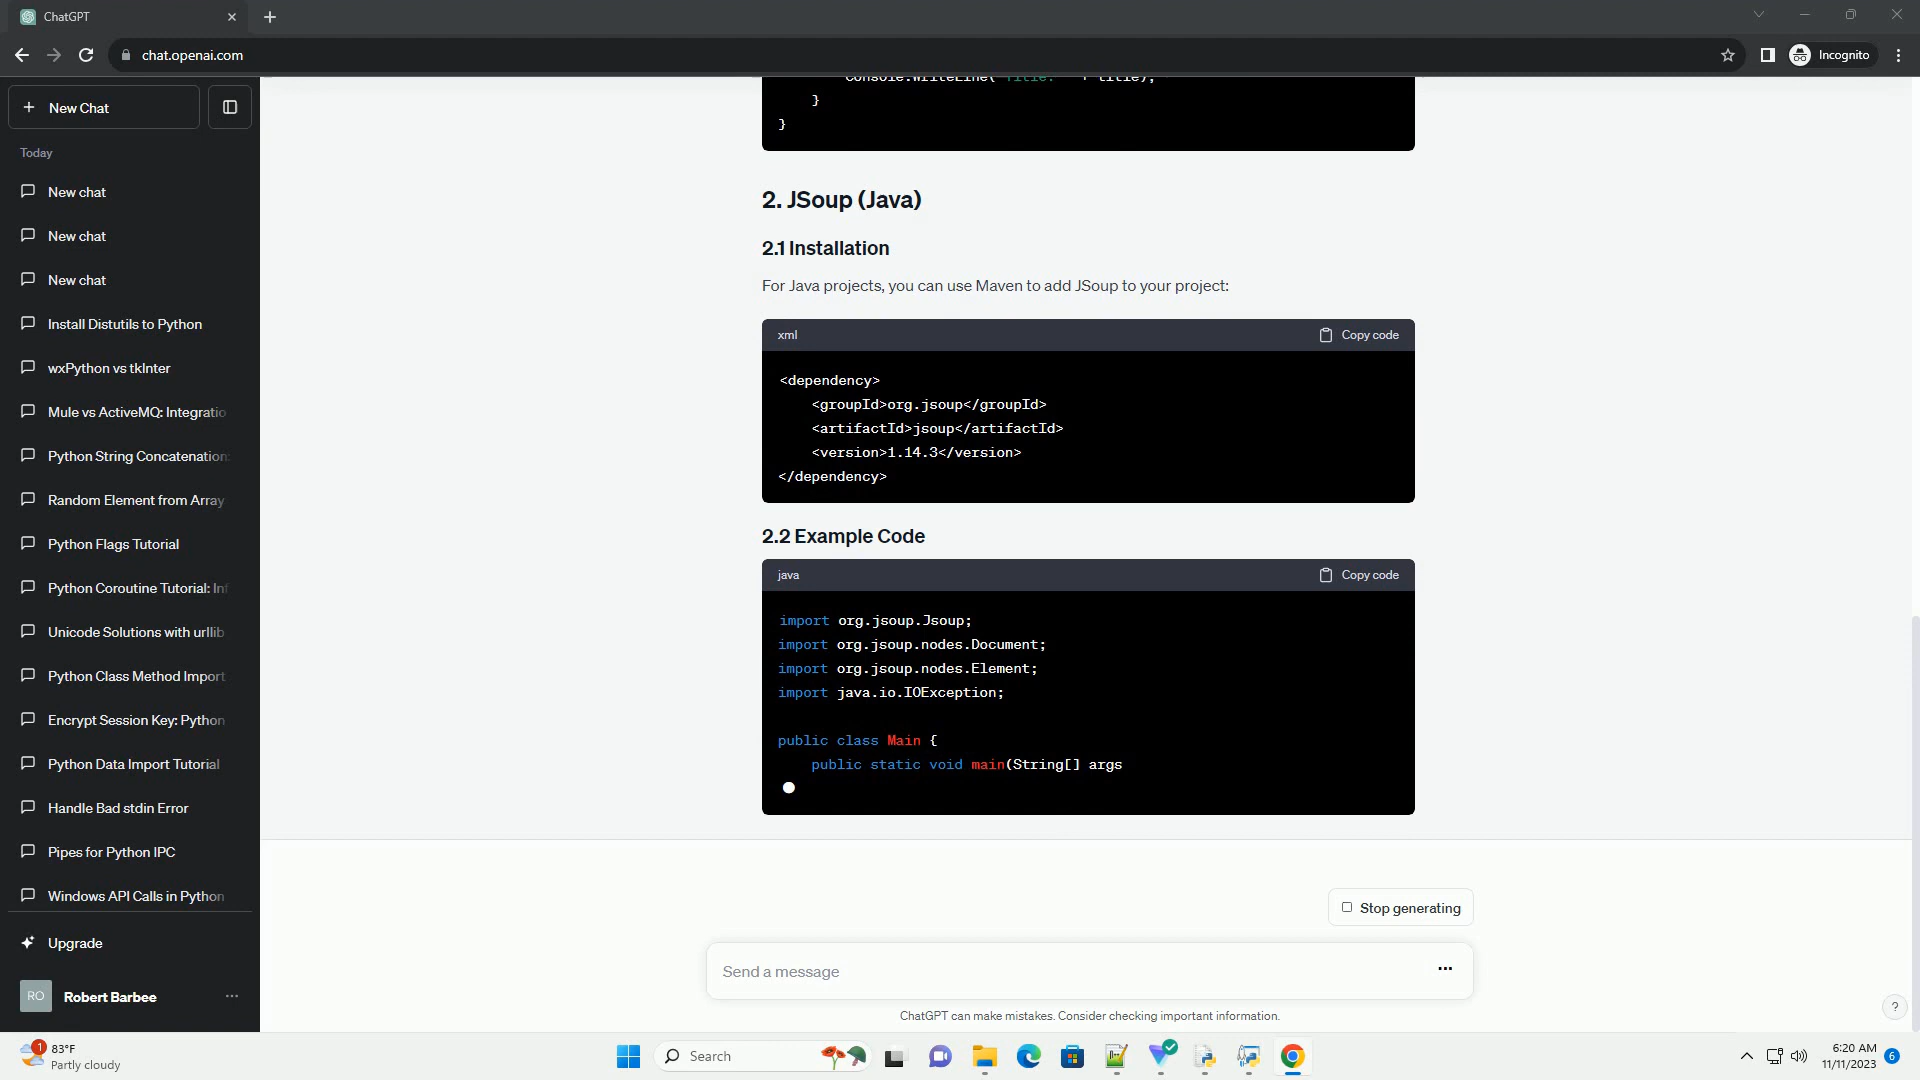 ChatGPT
chat.openai.com
Incognito
New Chat
Today
New chat
New chat
New chat
Install Distutils to Python
wxPython vs tkInter
Mule vs ActiveMQ: Integratio
Python String Concatenation:
Random Element from Array
Python Flags Tutorial
Python Coroutine Tutorial: Inf
Unicode Solutions with urllib
Python Class Method Import
Encrypt Session Key: Python
Python Data Import Tutorial
Handle Bad stdin Error
Pipes for Python IPC
Windows API Calls in Python
Upgrade
RO
Robert Barbee
Console.WriteLine("Title: " + title);
}
}
2. JSoup (Java)
2.1 Installation
For Java projects, you can use Maven to add JSoup to your project:
xml
Copy code
<dependency>
<groupId>org.jsoup</groupId>
<artifactId>jsoup</artifactId>
<version>1.14.3</version>
</dependency>
2.2 Example Code
java
Copy code
import org.jsoup.Jsoup;
import org.jsoup.nodes.Document;
import org.jsoup.nodes.Element;
import java.io.IOException;
public class Main {
public static void main(String[] args
Stop generating
Send a message
ChatGPT can make mistakes. Consider checking important information.
?
1
83°F
Partly cloudy
Search
6:20 AM
11/11/2023
6